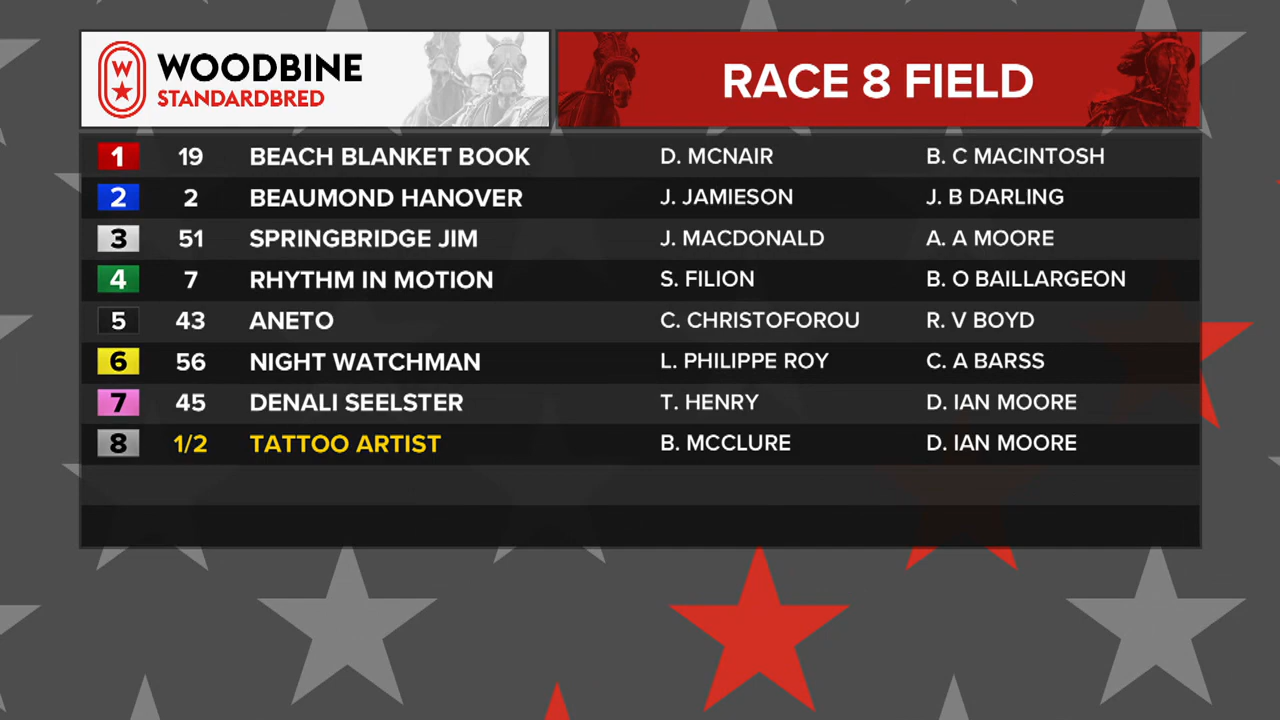 W
WOODBINE
STANDARDBRED
RACE 8 FIELD
1 19 BEACH BLANKET BOOK D. MCNAIR B. C MACINTOSH
2 2 BEAUMOND HANOVER J. JAMIESON J. B DARLING
3 51 SPRINGBRIDGE JIM J. MACDONALD A. A MOORE
4 7 RHYTHM IN MOTION S. FILION B. O BAILLARGEON
5 43 ANETO C. CHRISTOFOROU R. V BOYD
6 56 NIGHT WATCHMAN L. PHILIPPE ROY C. A BARSS
7 45 DENALI SEELSTER T. HENRY D. IAN MOORE
8 1/2 TATTOO ARTIST B. MCCLURE D. IAN MOORE